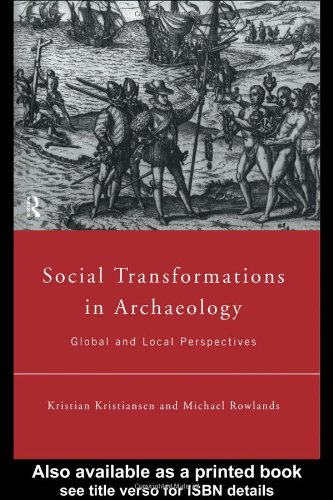 R
Social Transformations
in Archaeology
Global and Local Perspectives
Kristian Kristiansen and Michael Rowlands
Also available as a printed book
see title verso for ISBN details